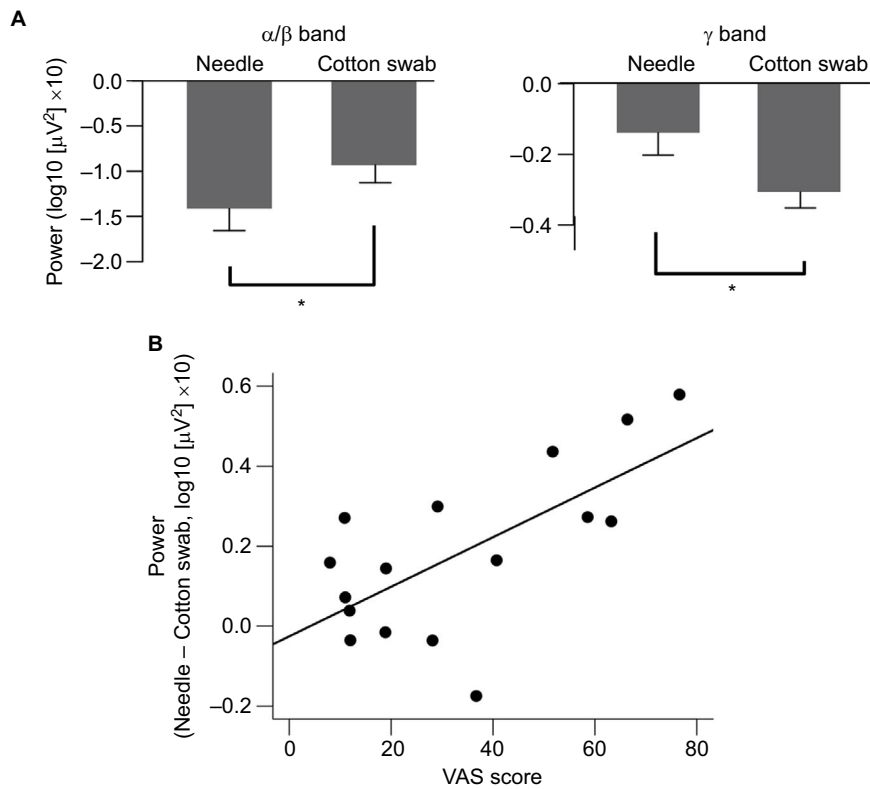 A
α/β band
Needle Cotton swab
0.0
–0.5
–1.0
–1.5
–2.0
Power (log10 [μV²] ×10)
*
γ band
Needle Cotton swab
0.0
–0.2
–0.4
*
B
Power
(Needle – Cotton swab, log10 [μV²] ×10)
0.6
0.4
0.2
0.0
–0.2
0 20 40 60 80
VAS score